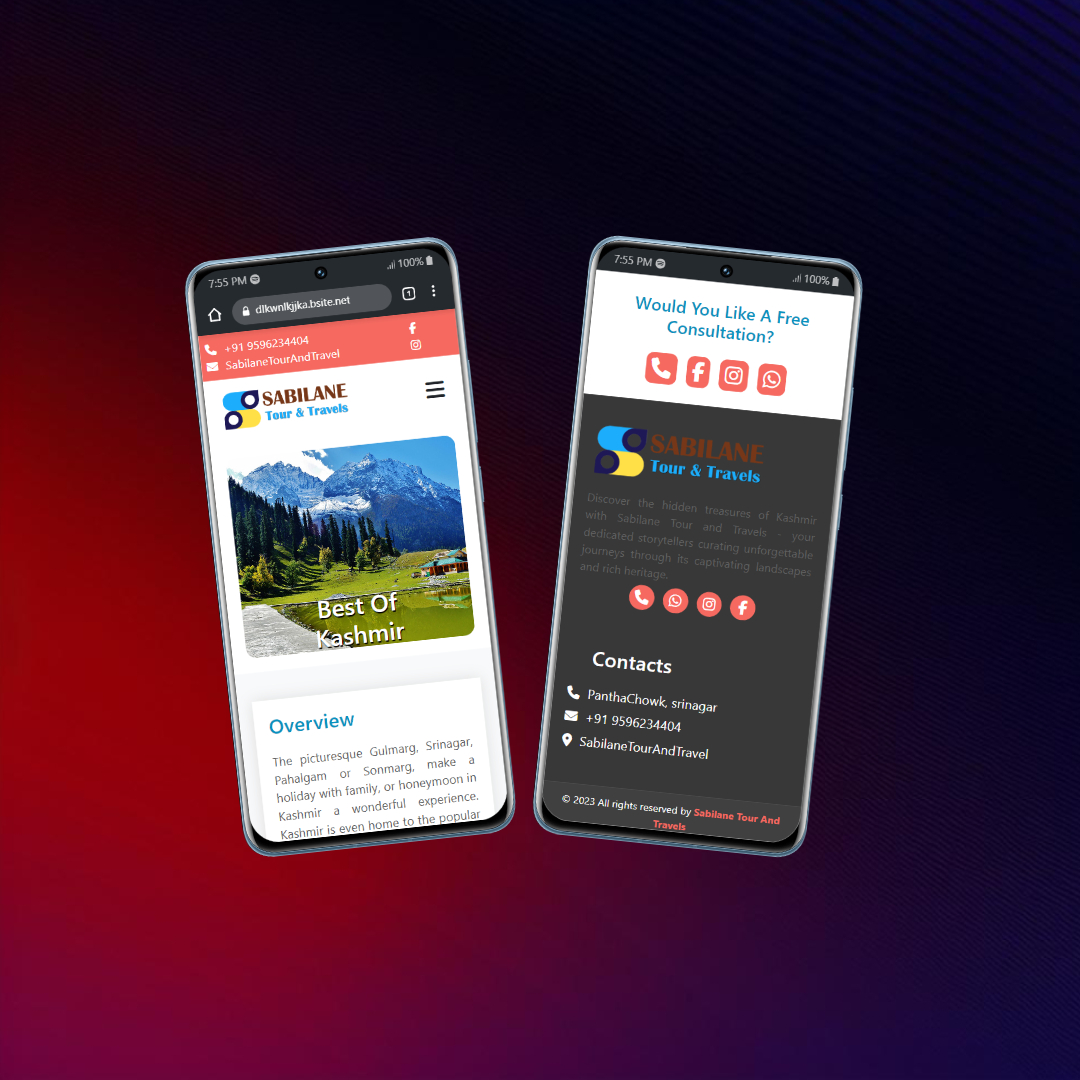 7:55 PM
100%
dlkwnlkjjka.bsite.net
1
+91 9596234404
SabilaneTourAndTravel
SABILANE
Tour & Travels
Best Of
Kashmir
Overview
The picturesque Gulmarg, Srinagar,
Pahalgam or Sonmarg, make a
holiday with family, or honeymoon in
Kashmir a wonderful experience.
Kashmir is even home to the popular
7:55 PM
100%
Would You Like A Free
Consultation?
SABILANE
Tour & Travels
Discover the hidden treasures of Kashmir
with Sabilane Tour and Travels - your
dedicated storytellers curating unforgettable
journeys through its captivating landscapes
and rich heritage.
Contacts
PanthaChowk, srinagar
+91 9596234404
SabilaneTourAndTravel
© 2023 All rights reserved by Sabilane Tour And
Travels